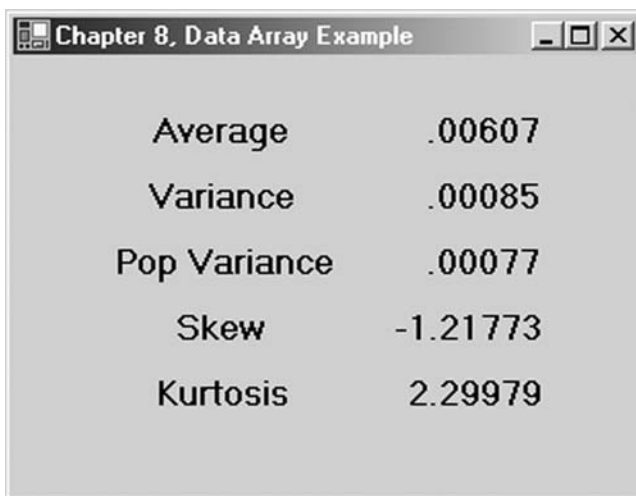 Chapter 8, Data Array Example
Average .00607
Variance .00085
Pop Variance .00077
Skew -1.21773
Kurtosis 2.29979